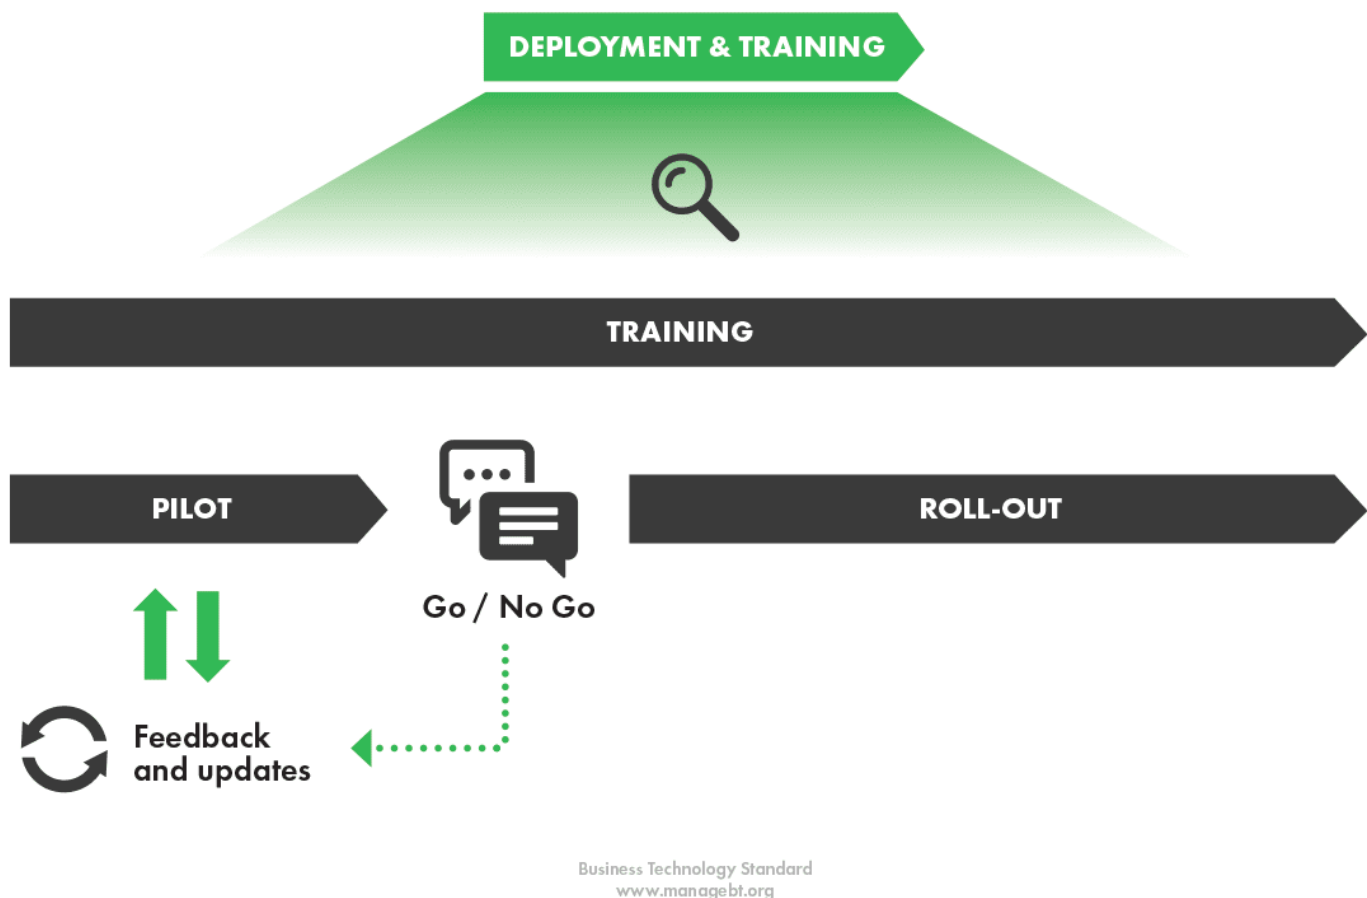 DEPLOYMENT & TRAINING
TRAINING
PILOT
ROLL-OUT
Go / No Go
Feedback
and updates
Business Technology Standard
www.managebt.org